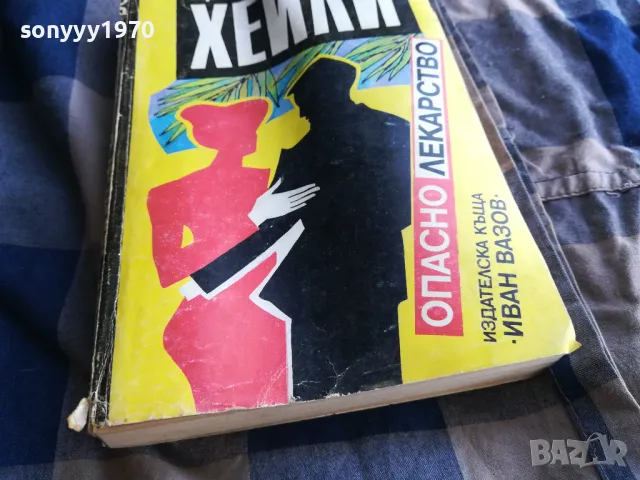 sonyyy1970
ХЕЙЛИ
ОПАСНО ЛЕКАРСТВО
ИЗДАТЕЛСКА КЪЩА
·ИВАН ВАЗОВ·
BAZAR